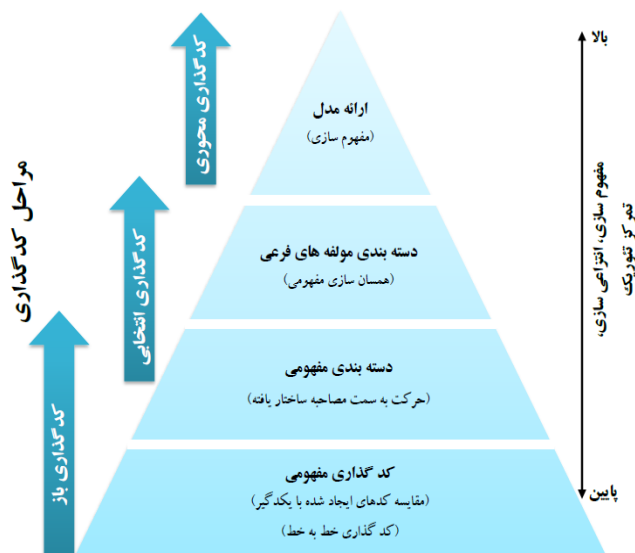 بالا
ارائه مدل
(مفهوم سازی)
دسته بندی مولفه های فرعی
(همسان سازی مفهومی)
دسته بندی مفهومی
(حرکت به سمت مصاحبه ساختار یافته)
کد گذاری مفهومی
(مقایسه کدهای ایجاد شده با یکدگیر)
(کد گذاری خط به خط)
پایین
مفهوم سازی، انتزاعی سازی،
تمرکز تئوریک
کدگذاری محوری
کدگذاری انتخابی
کدگذاری باز
مراحل کدگذاری